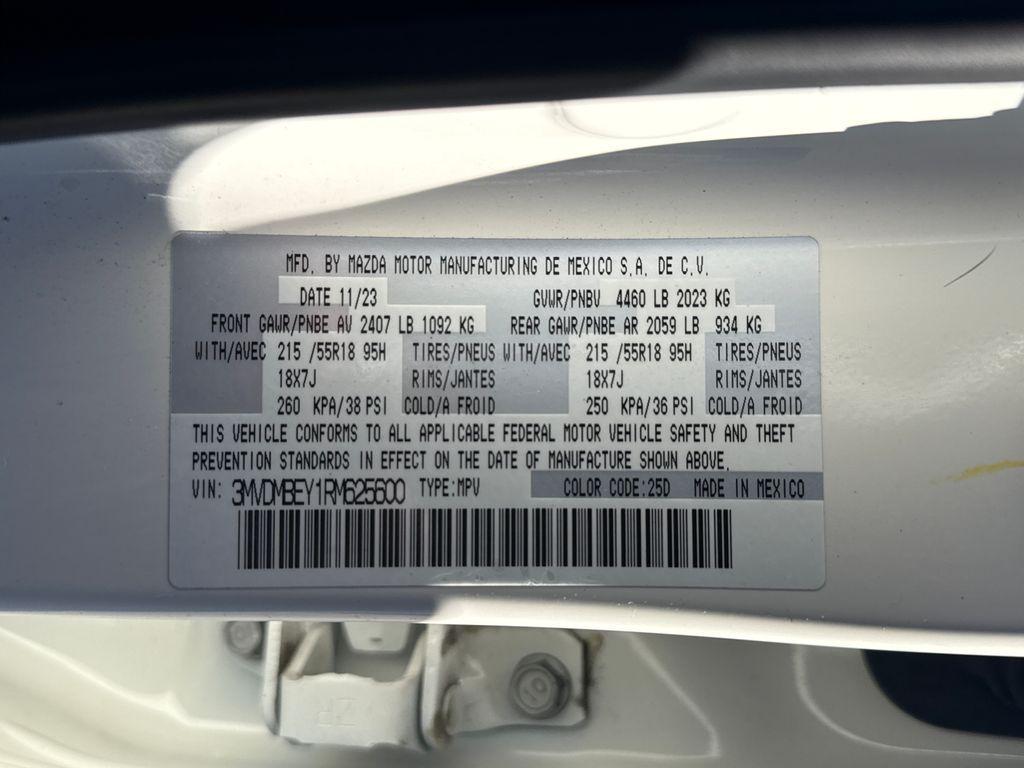 MFD. BY MAZDA MOTOR MANUFACTURING DE MEXICO S.A. DE C.V.
DATE 11/23 GVWR/PNBV 4460 LB 2023 KG
FRONT GAWR/PNBE AV 2407 LB 1092 KG REAR GAWR/PNBE AR 2059 LB 934 KG
WITH/AVEC 215 /55R18 95H TIRES/PNEUS WITH/AVEC 215 /55R18 95H TIRES/PNEUS
18X7J RIMS/JANTES 18X7J RIMS/JANTES
260 KPA/38 PSI COLD/A FROID 250 KPA/36 PSI COLD/A FROID
THIS VEHICLE CONFORMS TO ALL APPLICABLE FEDERAL MOTOR VEHICLE SAFETY AND THEFT
PREVENTION STANDARDS IN EFFECT ON THE DATE OF MANUFACTURE SHOWN ABOVE.
VIN: TYPE:MPV COLOR CODE:25D MADE IN MEXICO
10